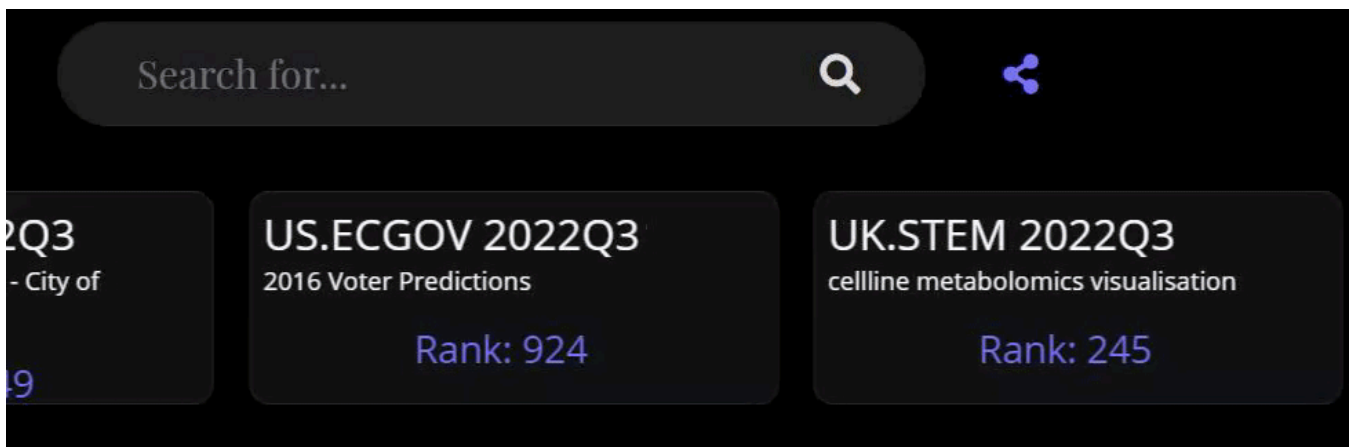 Search for...
2Q3
- City of
49
US.ECGOV 2022Q3
2016 Voter Predictions
Rank: 924
UK.STEM 2022Q3
cellline metabolomics visualisation
Rank: 245